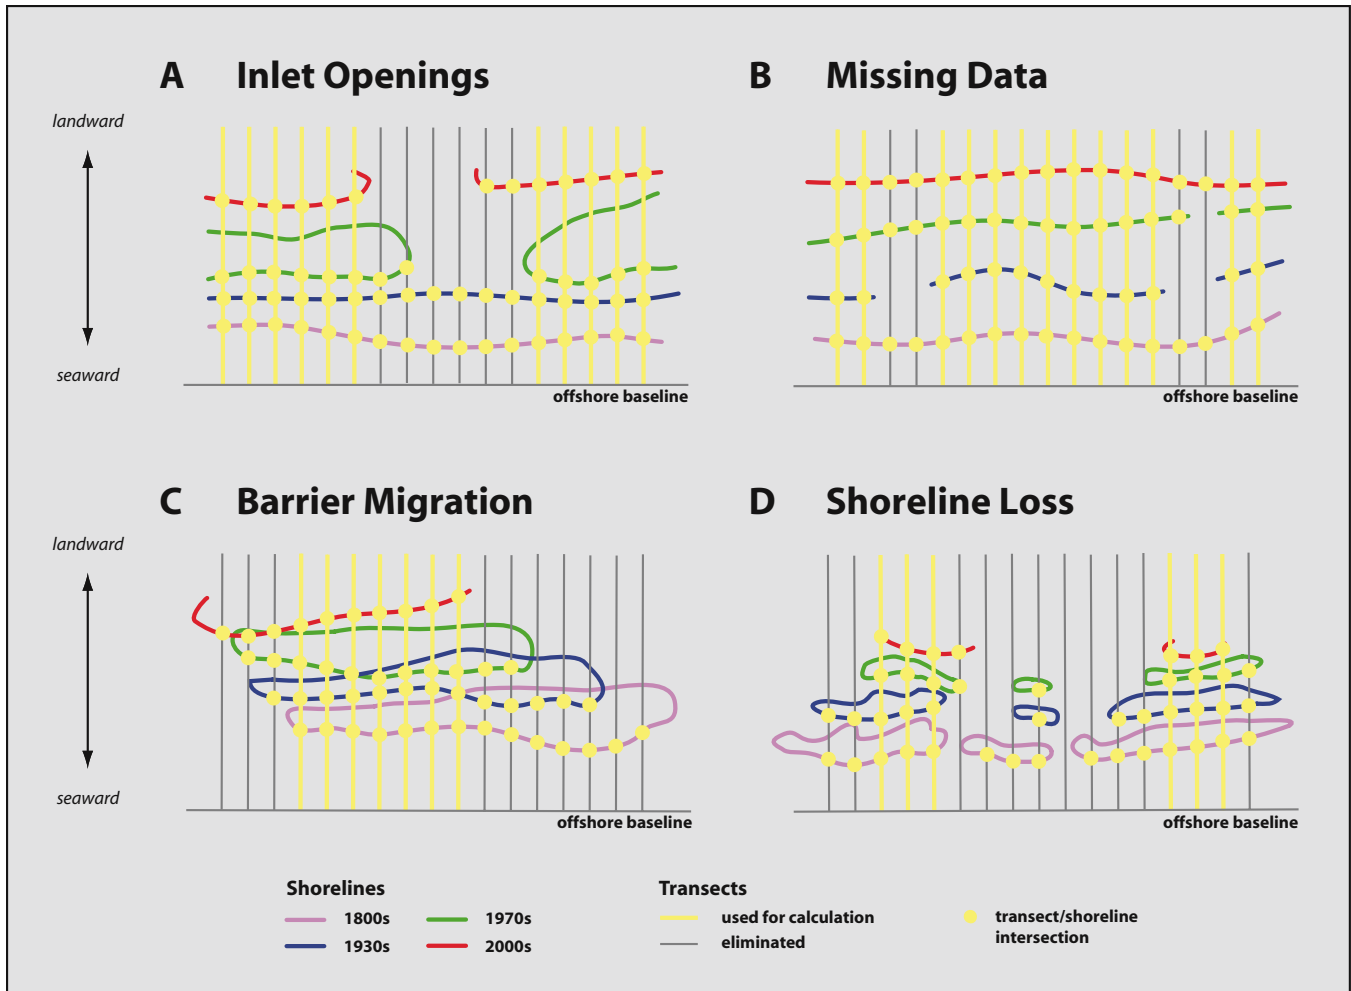 A Inlet Openings
B Missing Data
landward
seaward
offshore baseline
offshore baseline
C Barrier Migration
D Shoreline Loss
landward
seaward
offshore baseline
offshore baseline
Shorelines
1800s
1970s
1930s
2000s
Transects
used for calculation
eliminated
transect/shoreline
intersection